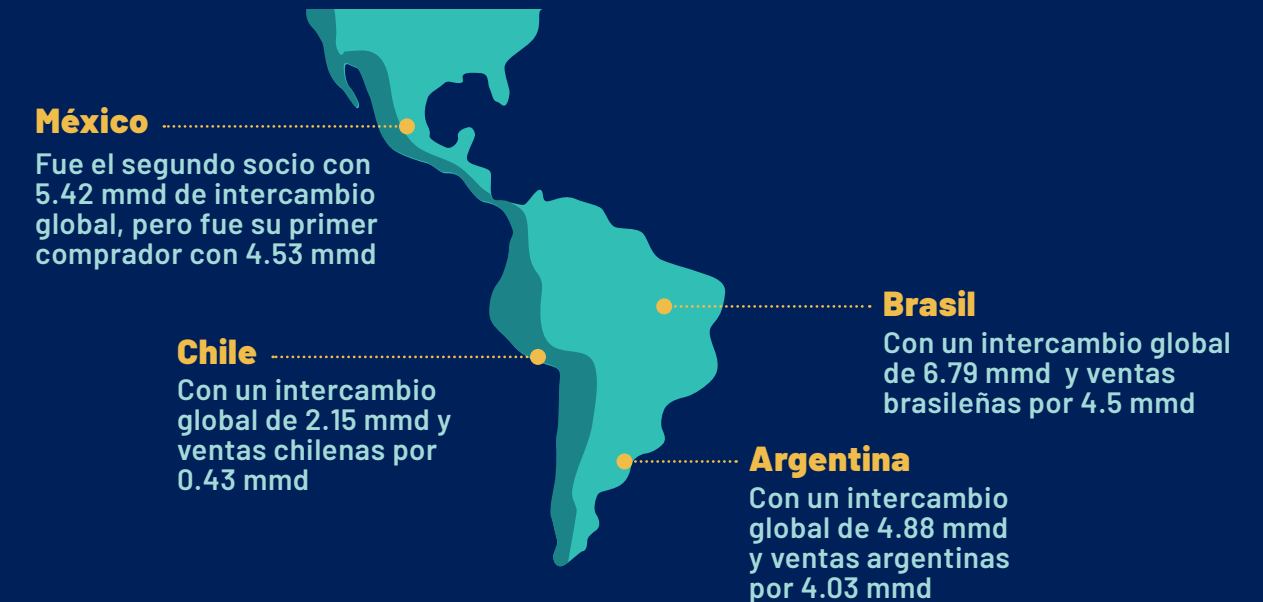 México
Fue el segundo socio con
5.42 mmd de intercambio
global, pero fue su primer
comprador con 4.53 mmd
Chile
Con un intercambio
global de 2.15 mmd y
ventas chilenas por
0.43 mmd
Brasil
Con un intercambio global
de 6.79 mmd y ventas
brasileñas por 4.5 mmd
Argentina
Con un intercambio
global de 4.88 mmd
y ventas argentinas
por 4.03 mmd